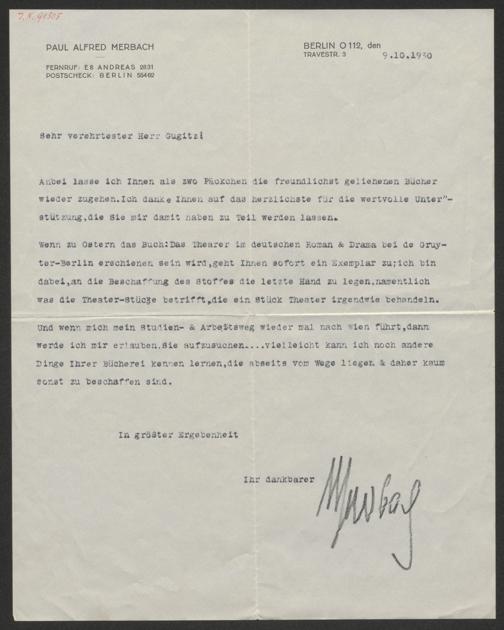 PAUL ALFRED MERBACH
FERNRUF: E8 ANDREAS 2831
POSTSCHECK: BERLIN 55462
BERLIN O 112, den
TRAVESTR. 3
9.10.1930
Sehr verehrtester Herr Gugitz!
Anbei lasse ich Ihnen als zwo Päckchen die freundlichst geliehenen Bücher
wieder zugehen.Ich danke Ihnen auf das herzlichste für die wertvolle Unter"-
stützung,die Sie mir damit haben zu Teil werden lassen.
Wenn zu Ostern das Buch:Das Thearer im deutschen Roman & Drama bei de Gruy-
ter-Berlin erschienen sein wird,geht Ihnen sofort ein Exemplar zu;ich bin
dabei,an die Beschaffung des Stoffes die letzte Hand zu legen,namentlich
was die Theater-Stücke betrifft,die ein Stück Theater irgendwie behandeln.
Und wenn mich mein Studien- & Arbeitsweg wieder mal nach Wien führt,dann
werde ich mir erlauben,Sie aufzusuchen....vielleicht kann ich noch andere
Dinge Ihrer Bücherei kennen lernen,die abseits vom Wege liegen & daher kaum
sonst zu beschaffen sind.
In größter Ergebenheit
Ihr dankbarer
Merbach